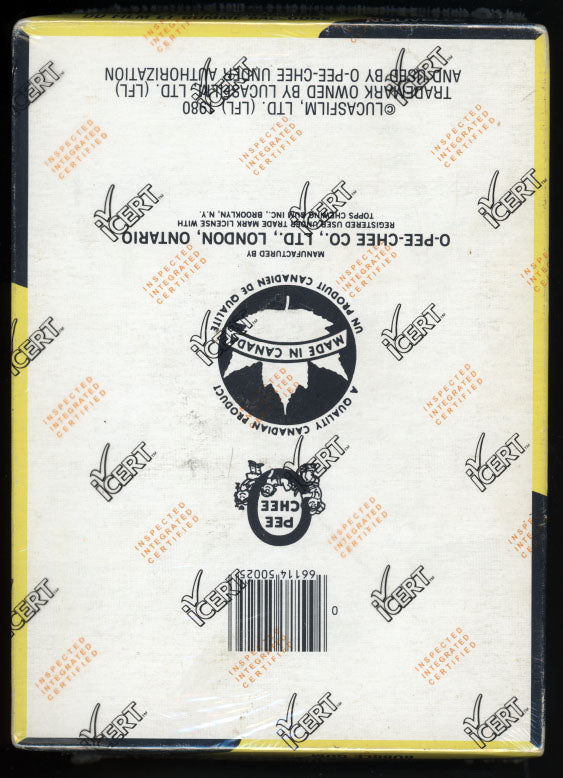 0
66114 50025
O
PEE
CHEE
A QUALITY CANADIAN PRODUCT
MADE IN CANADA
UN PRODUIT CANADIEN DE QUALITÉ
MANUFACTURED BY
O-PEE-CHEE CO., LTD., LONDON, ONTARIO
REGISTERED USER UNDER TRADE MARK LICENSE WITH
TOPPS CHEWING GUM INC., BROOKLYN, N.Y.
©LUCASFILM, LTD. (LFL) 1980
TRADEMARK OWNED BY LUCASFILM, LTD. (LFL)
AND USED BY O-PEE-CHEE UNDER AUTHORIZATION
iCERT™
INSPECTED
INTEGRATED
CERTIFIED